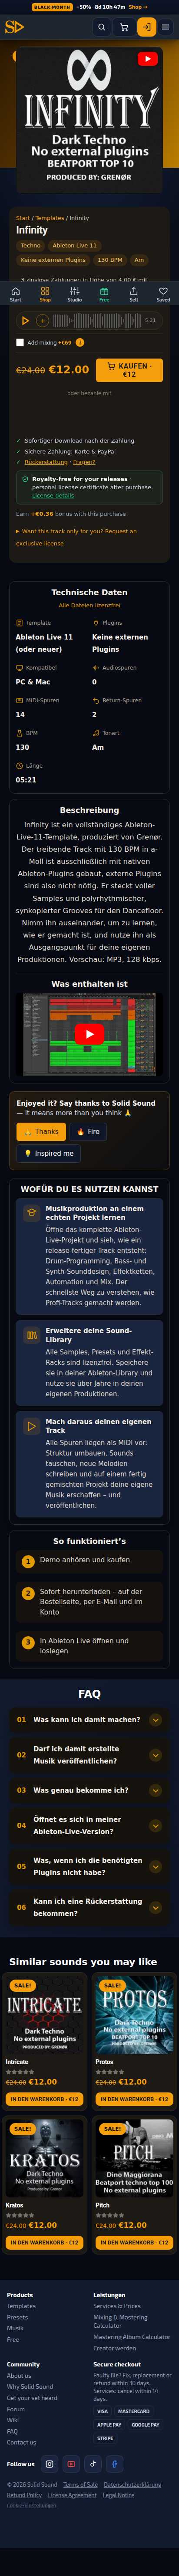 BLACK MONTH -50% · 8d 10h 47m Shop →
INFINITY
Dark Techno
No external plugins
BEATPORT TOP 10
PRODUCED BY: GRENØR
Start / Templates / Infinity
Infinity
Techno Ableton Live 11
Keine externen Plugins 130 BPM Am
3 zinslose Zahlungen in Höhe von 4,00 € mit
Start Shop Studio Free Sell Saved
5:21
Add mixing +€69 i
€24.00 €12.00 KAUFEN ·
€12
oder bezahle mit
✓ Sofortiger Download nach der Zahlung
✓ Sichere Zahlung: Karte & PayPal
✓ Rückerstattung · Fragen?
Royalty-free for your releases ·
personal license certificate after purchase.
License details
Earn +€0.36 bonus with this purchase
▸ Want this track only for you? Request an
exclusive license
Technische Daten
Alle Dateien lizenzfrei
Template
Ableton Live 11
(oder neuer)
Plugins
Keine externen
Plugins
Kompatibel
PC & Mac
Audiospuren
0
MIDI-Spuren
14
Return-Spuren
2
BPM
130
Tonart
Am
Länge
05:21
Beschreibung
Infinity ist ein vollständiges Ableton-
Live-11-Template, produziert von Grenør.
Der treibende Track mit 130 BPM in a-
Moll ist ausschließlich mit nativen
Ableton-Plugins gebaut, externe Plugins
sind also nicht nötig. Er steckt voller
Samples und polyrhythmischer,
synkopierter Grooves für den Dancefloor.
Nimm ihn auseinander, um zu lernen,
wie er gemacht ist, und nutze ihn als
Ausgangspunkt für deine eigenen
Produktionen. Vorschau: MP3, 128 kbps.
Was enthalten ist
Enjoyed it? Say thanks to Solid Sound
— it means more than you think 🙏
👍 Thanks 🔥 Fire
💡 Inspired me
WOFÜR DU ES NUTZEN KANNST
Musikproduktion an einem
echten Projekt lernen
Öffne das komplette Ableton-
Live-Projekt und sieh, wie ein
release-fertiger Track entsteht:
Drum-Programming, Bass- und
Synth-Sounddesign, Effektketten,
Automation und Mix. Der
schnellste Weg zu verstehen, wie
Profi-Tracks gemacht werden.
Erweitere deine Sound-
Library
Alle Samples, Presets und Effekt-
Racks sind lizenzfrei. Speichere
sie in deiner Ableton-Library und
nutze sie über Jahre in deinen
eigenen Produktionen.
Mach daraus deinen eigenen
Track
Alle Spuren liegen als MIDI vor:
Struktur umbauen, Sounds
tauschen, neue Melodien
schreiben und auf einem fertig
gemischten Projekt deine eigene
Musik erschaffen – und
veröffentlichen.
So funktioniert’s
1 Demo anhören und kaufen
2 Sofort herunterladen – auf der
Bestellseite, per E-Mail und im
Konto
3 In Ableton Live öffnen und
loslegen
FAQ
01 Was kann ich damit machen?
02 Darf ich damit erstellte
Musik veröffentlichen?
03 Was genau bekomme ich?
04 Öffnet es sich in meiner
Ableton-Live-Version?
05 Was, wenn ich die benötigten
Plugins nicht habe?
06 Kann ich eine Rückerstattung
bekommen?
Similar sounds you may like
SALE!
INTRICATE
Dark Techno
No external plugins
PRODUCED BY: GRENØR
Intricate
€24.00 €12.00
IN DEN WARENKORB · €12
SALE!
PROTOS
Dark Techno
No external plugins
BEATPORT TOP 10
Protos
€24.00 €12.00
IN DEN WARENKORB · €12
SALE!
KRATOS
Dark Techno
No external plugins
Kratos
€24.00 €12.00
IN DEN WARENKORB · €12
SALE!
PITCH
Dino Maggiorana
Beatport techno top 100
No external plugins
Pitch
€24.00 €12.00
IN DEN WARENKORB · €12
Products
Templates
Presets
Musik
Free
Leistungen
Services & Prices
Mixing & Mastering
Calculator
Mastering Album Calculator
Creator werden
Community
About us
Why Solid Sound
Get your set heard
Forum
Wiki
FAQ
Contact us
Secure checkout
Faulty file? Fix, replacement or
refund within 30 days.
Services: cancel within 14
days.
VISA MASTERCARD
APPLE PAY GOOGLE PAY
STRIPE
Follow us
© 2026 Solid Sound Terms of Sale Datenschutzerklärung
Refund Policy License Agreement Legal Notice
Cookie-Einstellungen